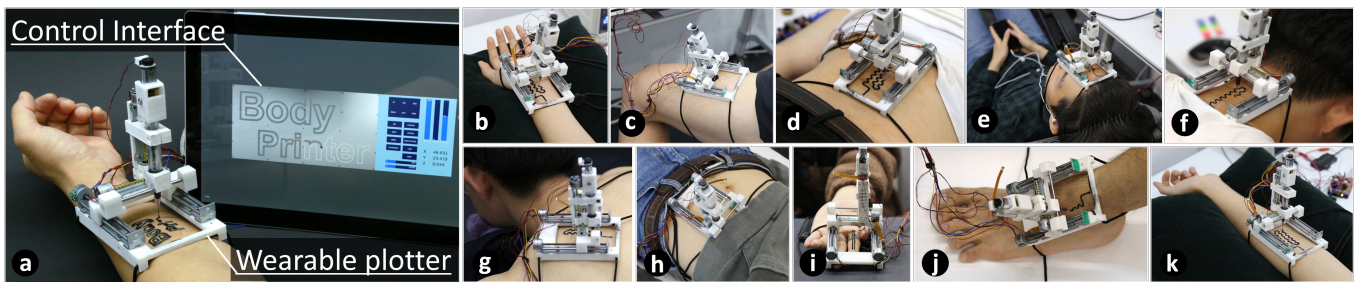 Control Interface
Body
Printer
Wearable plotter
a
b
c
d
e
f
g
h
i
j
k